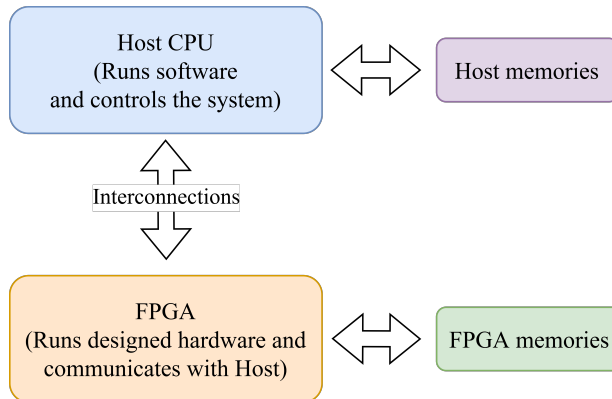 Host CPU
(Runs software
and controls the system)
Host memories
Interconnections
FPGA
(Runs designed hardware and
communicates with Host)
FPGA memories